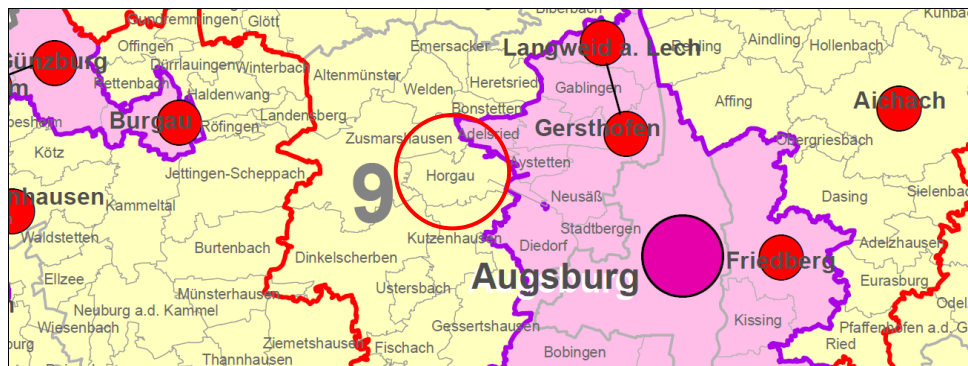 Gundremmingen
Glött
Biberbach
Kühbach
Offingen
Emersacker
Langweid a. Lech
Rehling
Aindling
Hollenbach
Günzburg
Dürrlauingen
Winterbach
Altenmünster
Rettenbach
Heretsried
Gablingen
Welden
Haldenwang
Landensberg
Bonstetten
Affing
Aichach
Burgau
Röfingen
Zusmarshausen
Adelsried
Gersthofen
Obergriesbach
Kötz
Aystetten
Jettingen-Scheppach
Horgau
9
nhausen
Kammeltal
Neusäß
Dasing
Sielenbach
Waldstetten
Burtenbach
Kutzenhausen
Stadtbergen
Diedorf
Adelzhausen
Dinkelscherben
Friedberg
Ellzee
Augsburg
Eurasburg
Ustersbach
Münsterhausen
Neuburg a.d. Kammel
Odel
Wiesenbach
Gessertshausen
Kissing
Pfaffenhofen a.d. G
burg
Ziemetshausen
Fischach
Bobingen
Ried
Thannhausen